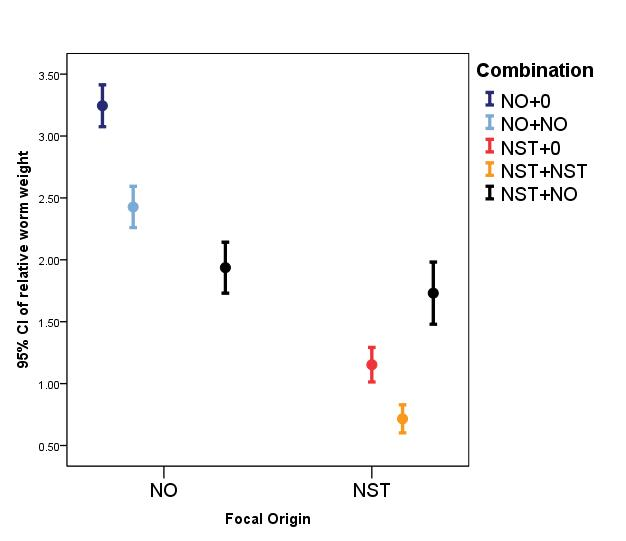 95% CI of relative worm weight
3.50
3.00
2.50
2.00
1.50
1.00
0.50
NO
NST
Focal Origin
Combination
NO+0
NO+NO
NST+0
NST+NST
NST+NO